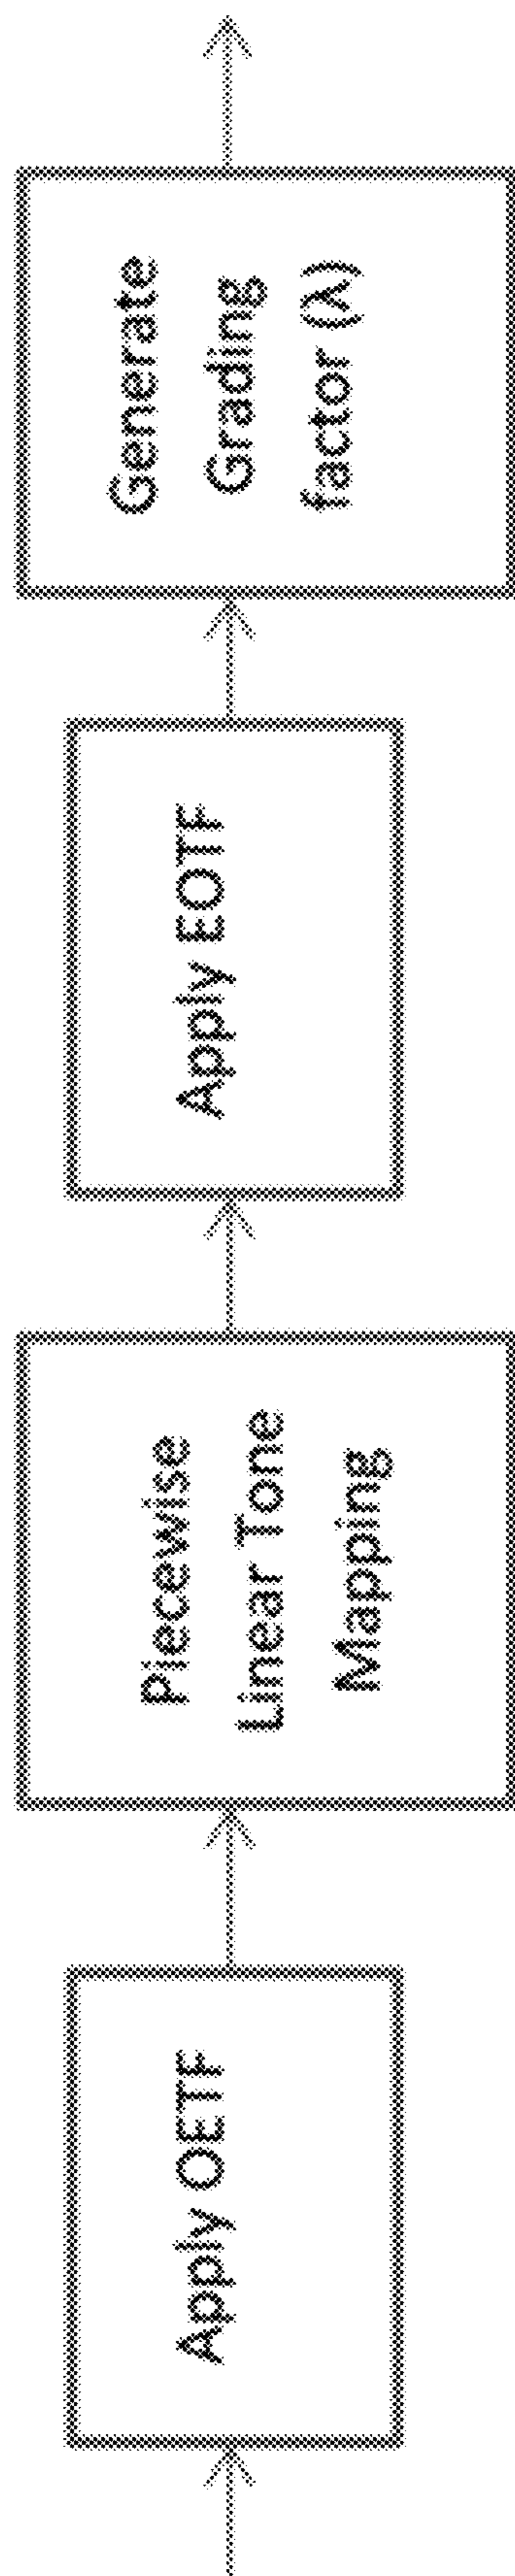 Apply OETF
Piecewise
Linear Tone
Mapping
Apply EOTF
Generate
Grading
factor (λ)